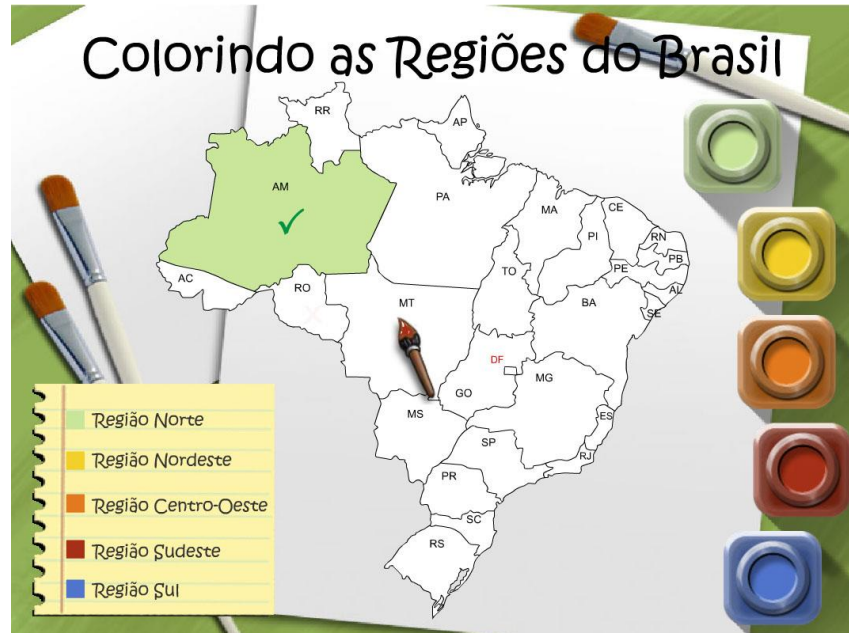 Colorindo as Regiões do Brasil
RR
AP
AM
PA
MA
CE
PI
RN
PB
PE
AL
SE
AC
RO
TO
BA
MT
DF
GO
MG
MS
ES
SP
RJ
PR
SC
RS
Região Norte
Região Nordeste
Região Centro-Oeste
Região Sudeste
Região Sul